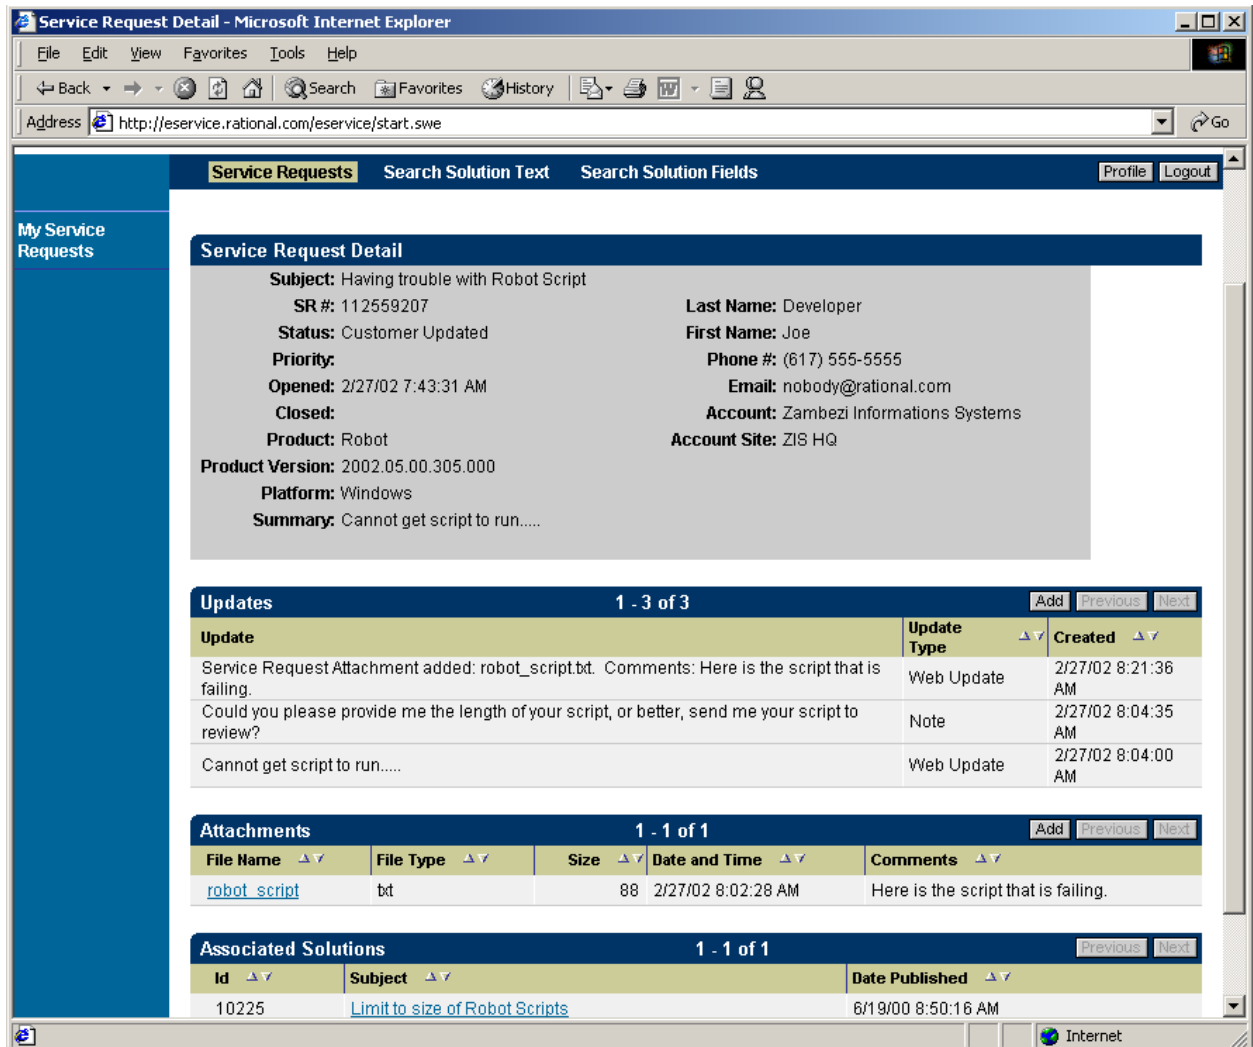 Service Request Detail - Microsoft Internet Explorer
File Edit View Favorites Tools Help
Back Search Favorites History
Address http://eservice.rational.com/eservice/start.swe Go
Service Requests Search Solution Text Search Solution Fields Profile Logout
My Service
Requests
Service Request Detail
Subject: Having trouble with Robot Script
SR #: 112559207 Last Name: Developer
Status: Customer Updated First Name: Joe
Priority: Phone #: (617) 555-5555
Opened: 2/27/02 7:43:31 AM Email: nobody@rational.com
Closed: Account: Zambezi Informations Systems
Product: Robot Account Site: ZIS HQ
Product Version: 2002.05.00.305.000
Platform: Windows
Summary: Cannot get script to run.....
Updates 1 - 3 of 3 Add Previous Next
Update Update Type Created
Service Request Attachment added: robot_script.txt. Comments: Here is the script that is
failing. Web Update 2/27/02 8:21:36 AM
Could you please provide me the length of your script, or better, send me your script to
review? Note 2/27/02 8:04:35 AM
Cannot get script to run..... Web Update 2/27/02 8:04:00 AM
Attachments 1 - 1 of 1 Add Previous Next
File Name File Type Size Date and Time Comments
robot_script txt 88 2/27/02 8:02:28 AM Here is the script that is failing.
Associated Solutions 1 - 1 of 1 Previous Next
Id Subject Date Published
10225 Limit to size of Robot Scripts 6/19/00 8:50:16 AM
Internet